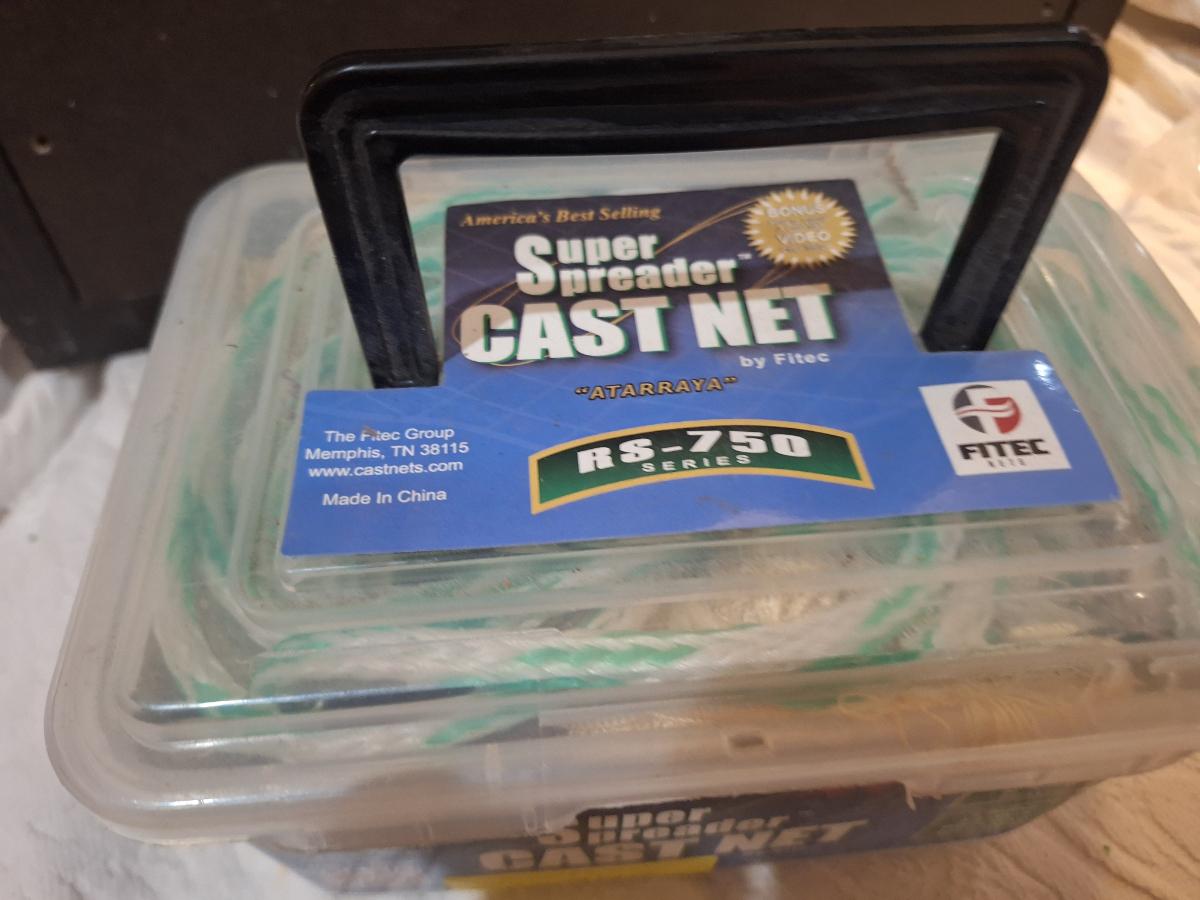 America's Best Selling
BONUS
VIDEO
Super
Spreader™
CAST NET
by Fitec
"ATARRAYA"
The Fitec Group
Memphis, TN 38115
www.castnets.com
Made In China
RS-750
SERIES
FITEC
NETS
Super
Spreader
CAST NET